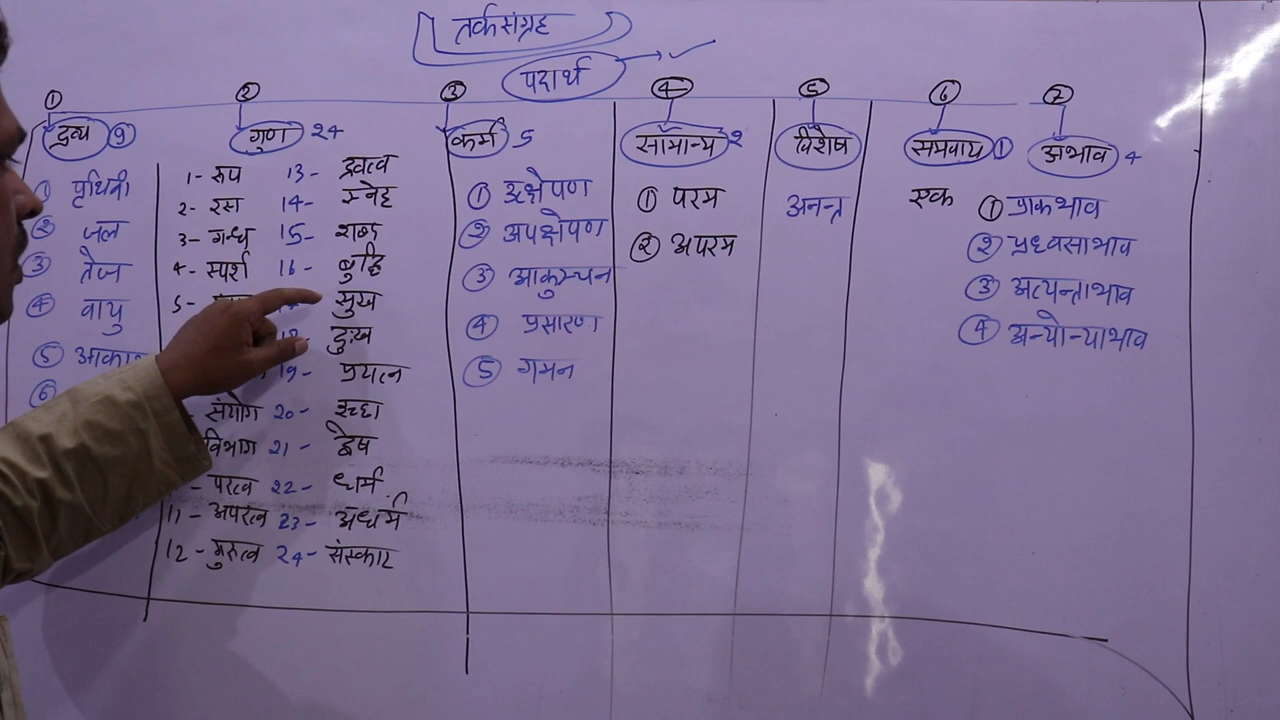 तर्कसंग्रह
पदार्थ
① द्रव्य 9
① पृथिवी
② जल
③ तेज
④ वायु
⑤ आका
⑥
② गुण 24
1- रूप
2- रस
3- गन्ध
4- स्पर्श
5-
संयोग
विभाग
- परत्व
11- अपरत्व
12- गुरुत्व
13- द्रवत्व
14- स्नेह
15- शब्द
16- बुद्धि
सुख
दुःख
19- प्रयत्न
20- इच्छा
21- द्वेष
22- धर्म
23- अधर्म
24- संस्कार
③ कर्म 5
① उत्क्षेपण
② अपक्षेपण
③ आकुन्चन
④ प्रसारण
⑤ गमन
④ सामान्य 2
① परम
② अपरम
⑤ विशेष
अनन्त
⑥ समवाय ①
एक
⑦ अभाव 4
① प्राकभाव
② प्रध्वसाभाव
③ अत्यन्ताभाव
④ अन्योन्याभाव